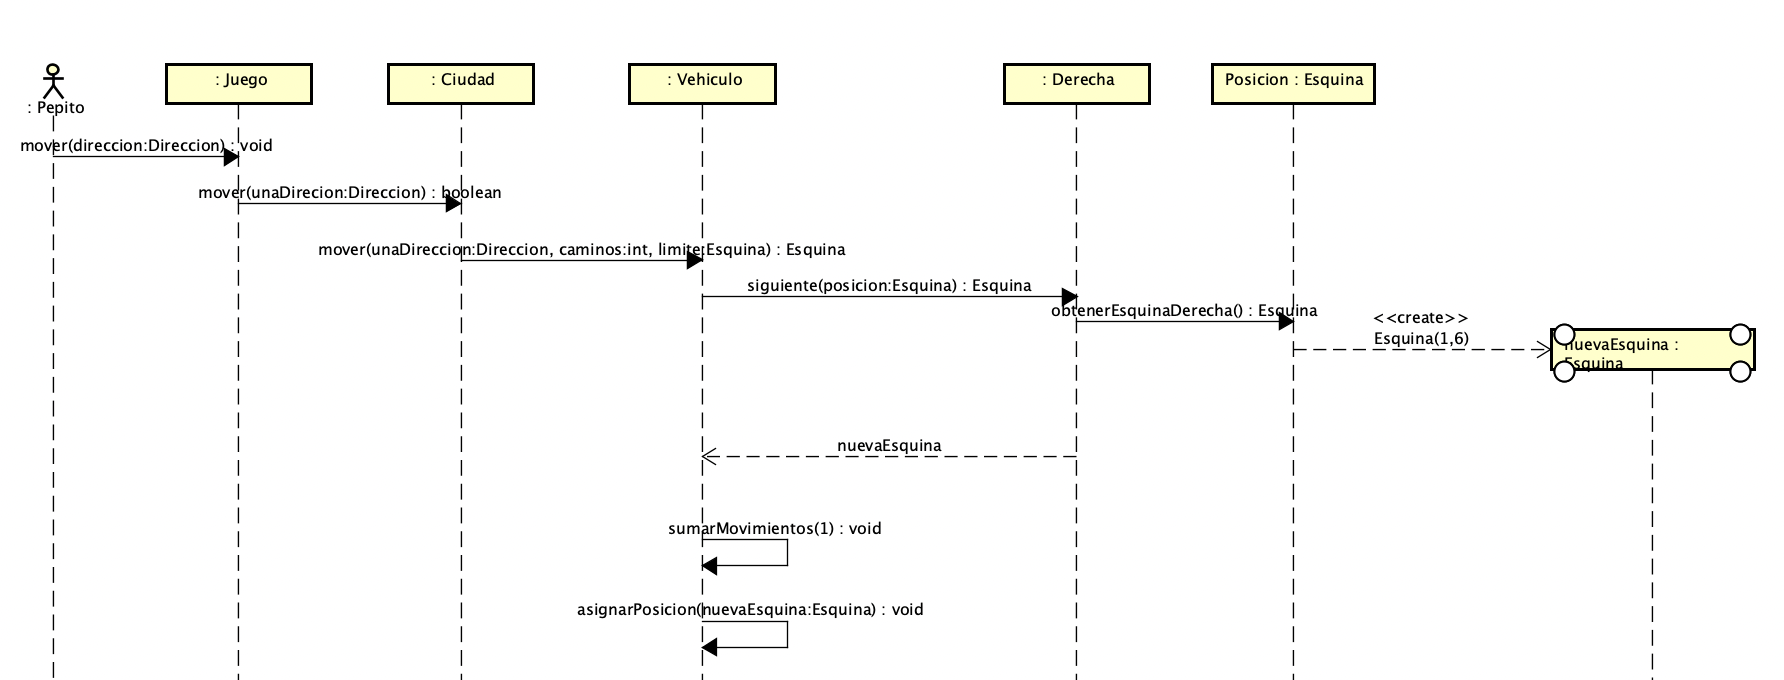 : Pepito
: Juego
: Ciudad
: Vehiculo
: Derecha
Posicion : Esquina
mover(direccion:Direccion) : void
mover(unaDirecion:Direccion) : boolean
mover(unaDireccion:Direccion, caminos:int, limite:Esquina) : Esquina
siguiente(posicion:Esquina) : Esquina
obtenerEsquinaDerecha() : Esquina
<<create>>
Esquina(1,6)
nuevaEsquina :
Esquina
nuevaEsquina
sumarMovimientos(1) : void
asignarPosicion(nuevaEsquina:Esquina) : void